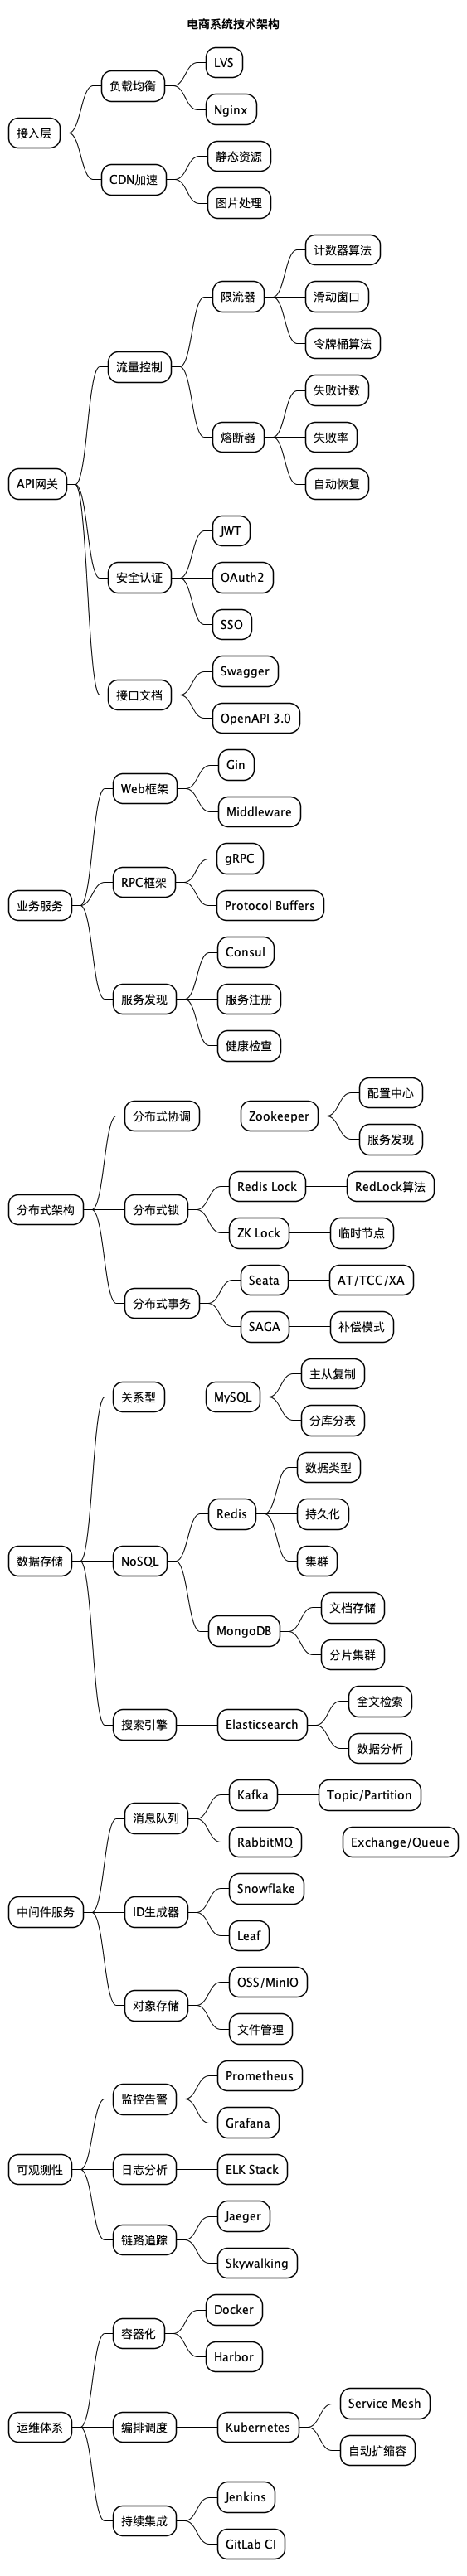 电商系统技术架构
接入层
负载均衡
LVS
Nginx
CDN加速
静态资源
图片处理
API网关
流量控制
限流器
计数器算法
滑动窗口
令牌桶算法
熔断器
失败计数
失败率
自动恢复
安全认证
JWT
OAuth2
SSO
接口文档
Swagger
OpenAPI 3.0
业务服务
Web框架
Gin
Middleware
RPC框架
gRPC
Protocol Buffers
服务发现
Consul
服务注册
健康检查
分布式架构
分布式协调
Zookeeper
配置中心
服务发现
分布式锁
Redis Lock
RedLock算法
ZK Lock
临时节点
分布式事务
Seata
AT/TCC/XA
SAGA
补偿模式
数据存储
关系型
MySQL
主从复制
分库分表
NoSQL
Redis
数据类型
持久化
集群
MongoDB
文档存储
分片集群
搜索引擎
Elasticsearch
全文检索
数据分析
中间件服务
消息队列
Kafka
Topic/Partition
RabbitMQ
Exchange/Queue
ID生成器
Snowflake
Leaf
对象存储
OSS/MinIO
文件管理
可观测性
监控告警
Prometheus
Grafana
日志分析
ELK Stack
链路追踪
Jaeger
Skywalking
运维体系
容器化
Docker
Harbor
编排调度
Kubernetes
Service Mesh
自动扩缩容
持续集成
Jenkins
GitLab CI